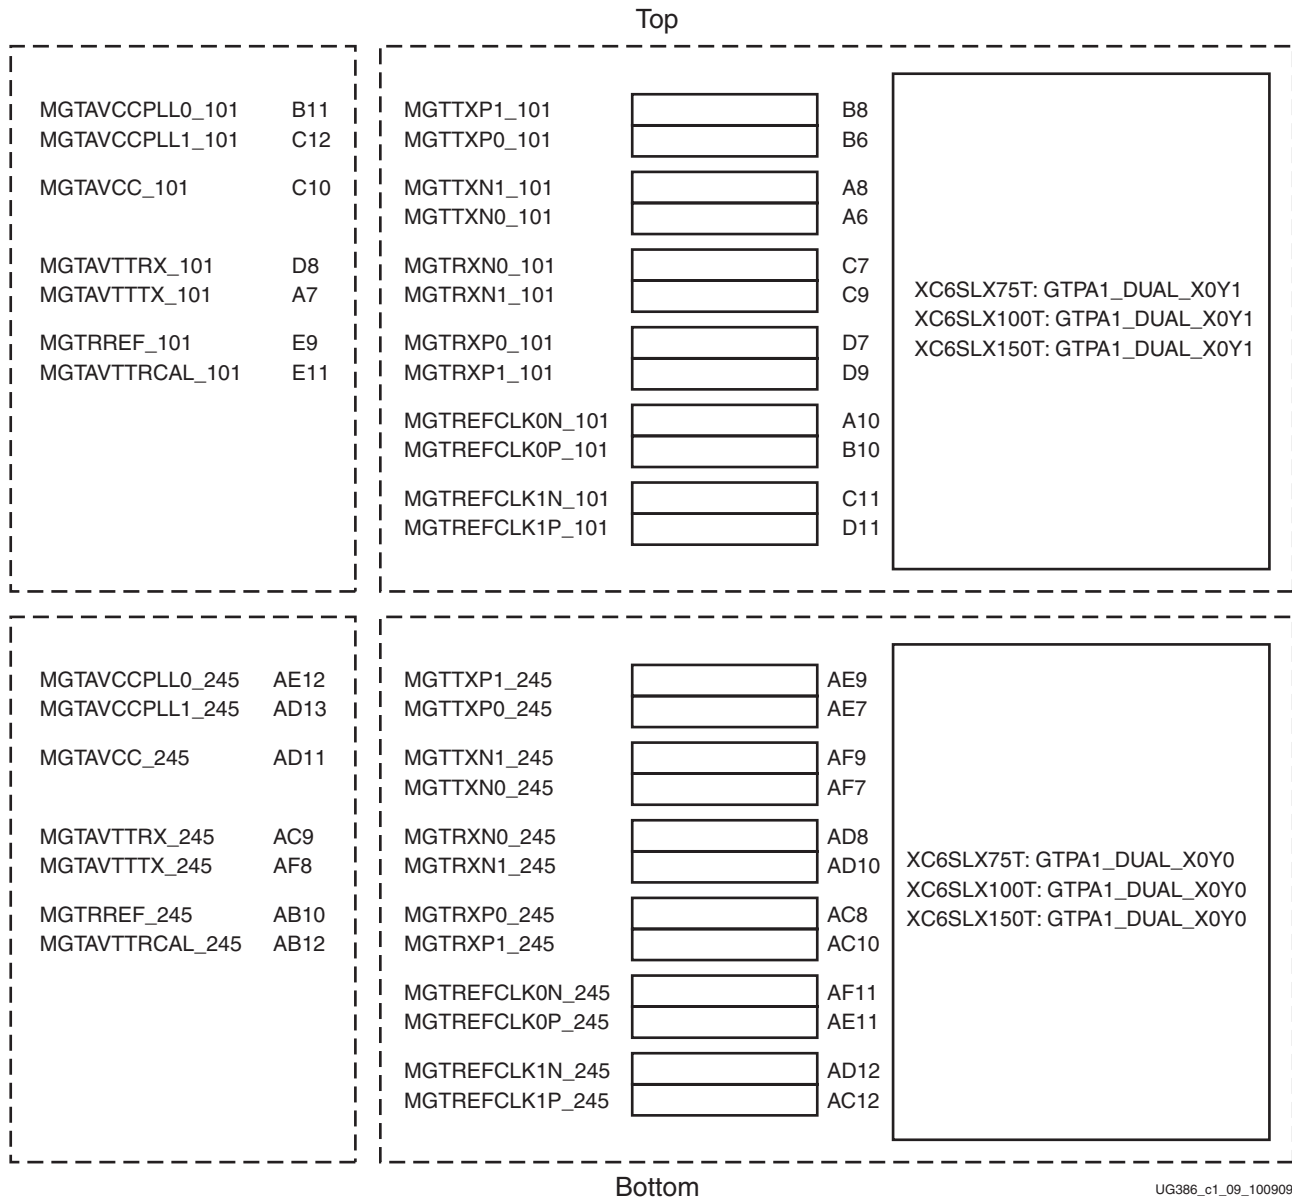 Top
MGTAVCCPLL0_101 B11
MGTAVCCPLL1_101 C12
MGTAVCC_101 C10
MGTAVTTRX_101 D8
MGTAVTTTX_101 A7
MGTRREF_101 E9
MGTAVTTRCAL_101 E11
MGTTXP1_101 B8
MGTTXP0_101 B6
MGTTXN1_101 A8
MGTTXN0_101 A6
MGTRXN0_101 C7
MGTRXN1_101 C9
MGTRXP0_101 D7
MGTRXP1_101 D9
MGTREFCLK0N_101 A10
MGTREFCLK0P_101 B10
MGTREFCLK1N_101 C11
MGTREFCLK1P_101 D11
XC6SLX75T: GTPA1_DUAL_X0Y1
XC6SLX100T: GTPA1_DUAL_X0Y1
XC6SLX150T: GTPA1_DUAL_X0Y1
MGTAVCCPLL0_245 AE12
MGTAVCCPLL1_245 AD13
MGTAVCC_245 AD11
MGTAVTTRX_245 AC9
MGTAVTTTX_245 AF8
MGTRREF_245 AB10
MGTAVTTRCAL_245 AB12
MGTTXP1_245 AE9
MGTTXP0_245 AE7
MGTTXN1_245 AF9
MGTTXN0_245 AF7
MGTRXN0_245 AD8
MGTRXN1_245 AD10
MGTRXP0_245 AC8
MGTRXP1_245 AC10
MGTREFCLK0N_245 AF11
MGTREFCLK0P_245 AE11
MGTREFCLK1N_245 AD12
MGTREFCLK1P_245 AC12
XC6SLX75T: GTPA1_DUAL_X0Y0
XC6SLX100T: GTPA1_DUAL_X0Y0
XC6SLX150T: GTPA1_DUAL_X0Y0
Bottom
UG386_c1_09_100909